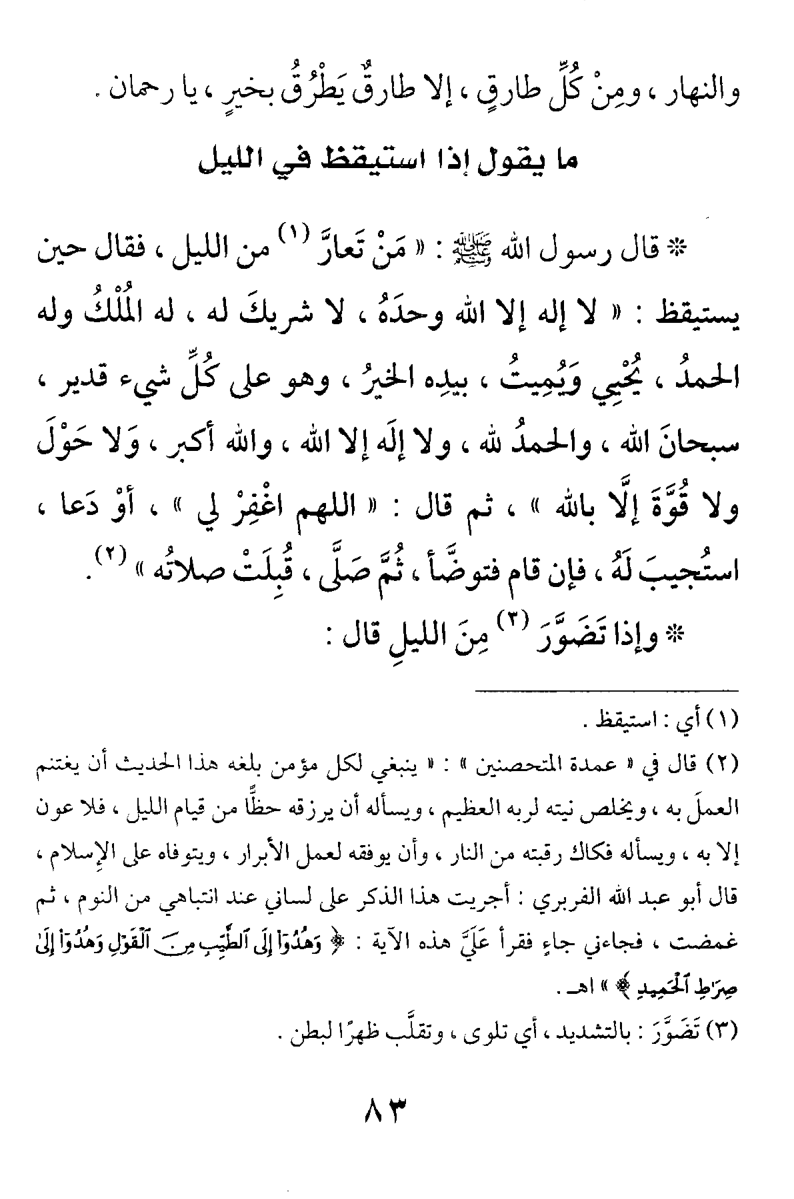 والنهار ، ومِنْ كُلِّ طارقٍ ، إلا طارقٌ يَطْرُقُ بخيرٍ ، يا رحمان .
ما يقول إذا استيقظ في الليل
❊ قال رسول الله ﷺ : « مَنْ تَعارَّ (١) من الليل ، فقال حين
يستيقظ : « لا إله إلا الله وحدَهُ ، لا شريكَ له ، له المُلْكُ وله
الحمدُ ، يُحْيِي وَيُمِيتُ ، بيدِه الخيرُ ، وهو على كُلِّ شيء قدير ،
سبحانَ الله ، والحمدُ لله ، ولا إلَه إلا الله ، والله أكبر ، وَلا حَوْلَ
ولا قُوَّةَ إلَّا بالله » ، ثم قال : « اللهم اغْفِرْ لي » ، أوْ دَعا ،
استُجيبَ لَهُ ، فإن قام فتوضَّأ ، ثُمَّ صَلَّى ، قُبِلَتْ صلاتُه » (٢).
❊ وإذا تَضَوَّرَ (٣) مِنَ الليلِ قال :
(١) أي : استيقظ .
(٢) قال في « عمدة المتحصنين » : « ينبغي لكل مؤمن بلغه هذا الحديث أن يغتنم
العملَ به ، ويخلص نيته لربه العظيم ، ويسأله أن يرزقه حظًّا من قيام الليل ، فلا عون
إلا به ، ويسأله فكاك رقبته من النار ، وأن يوفقه لعمل الأبرار ، ويتوفاه على الإسلام ،
قال أبو عبد الله الفربري : أجريت هذا الذكر على لساني عند انتباهي من النوم ، ثم
غمضت ، فجاءني جاءٍ فقرأ عَلَيَّ هذه الآية : ﴿ وَهُدُوٓاْ إِلَى ٱلطَّيِّبِ مِنَ ٱلْقَوْلِ وَهُدُوٓاْ إِلَىٰ
صِرَٰطِ ٱلْحَمِيدِ ﴾ » اهـ .
(٣) تَضَوَّرَ : بالتشديد ، أي تلوى ، وتقلَّب ظهرًا لبطن .
٨٣